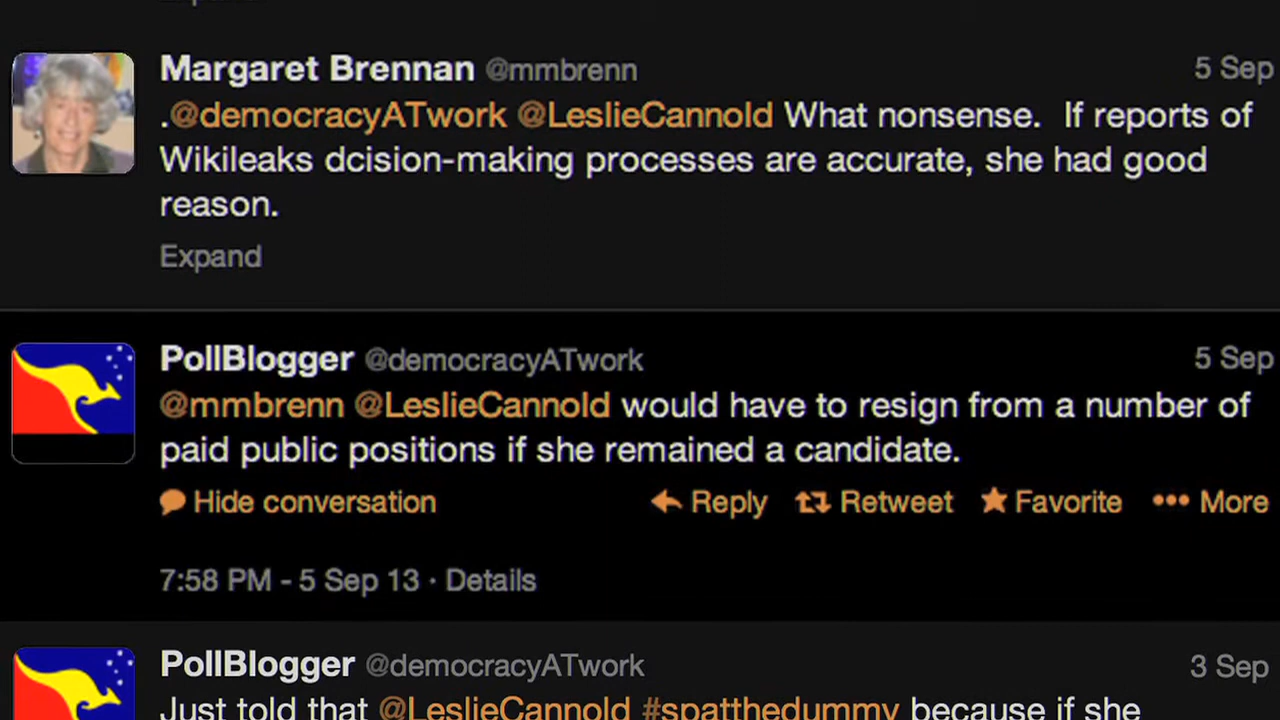 Margaret Brennan @mmbrenn 5 Sep
.@democracyATwork @LeslieCannold What nonsense. If reports of
Wikileaks dcision-making processes are accurate, she had good
reason.
Expand
PollBlogger @democracyATwork 5 Sep
@mmbrenn @LeslieCannold would have to resign from a number of
paid public positions if she remained a candidate.
Hide conversation Reply Retweet Favorite ••• More
7:58 PM - 5 Sep 13 · Details
PollBlogger @democracyATwork 3 Sep
Just told that @LeslieCannold #spatthedummy because if she